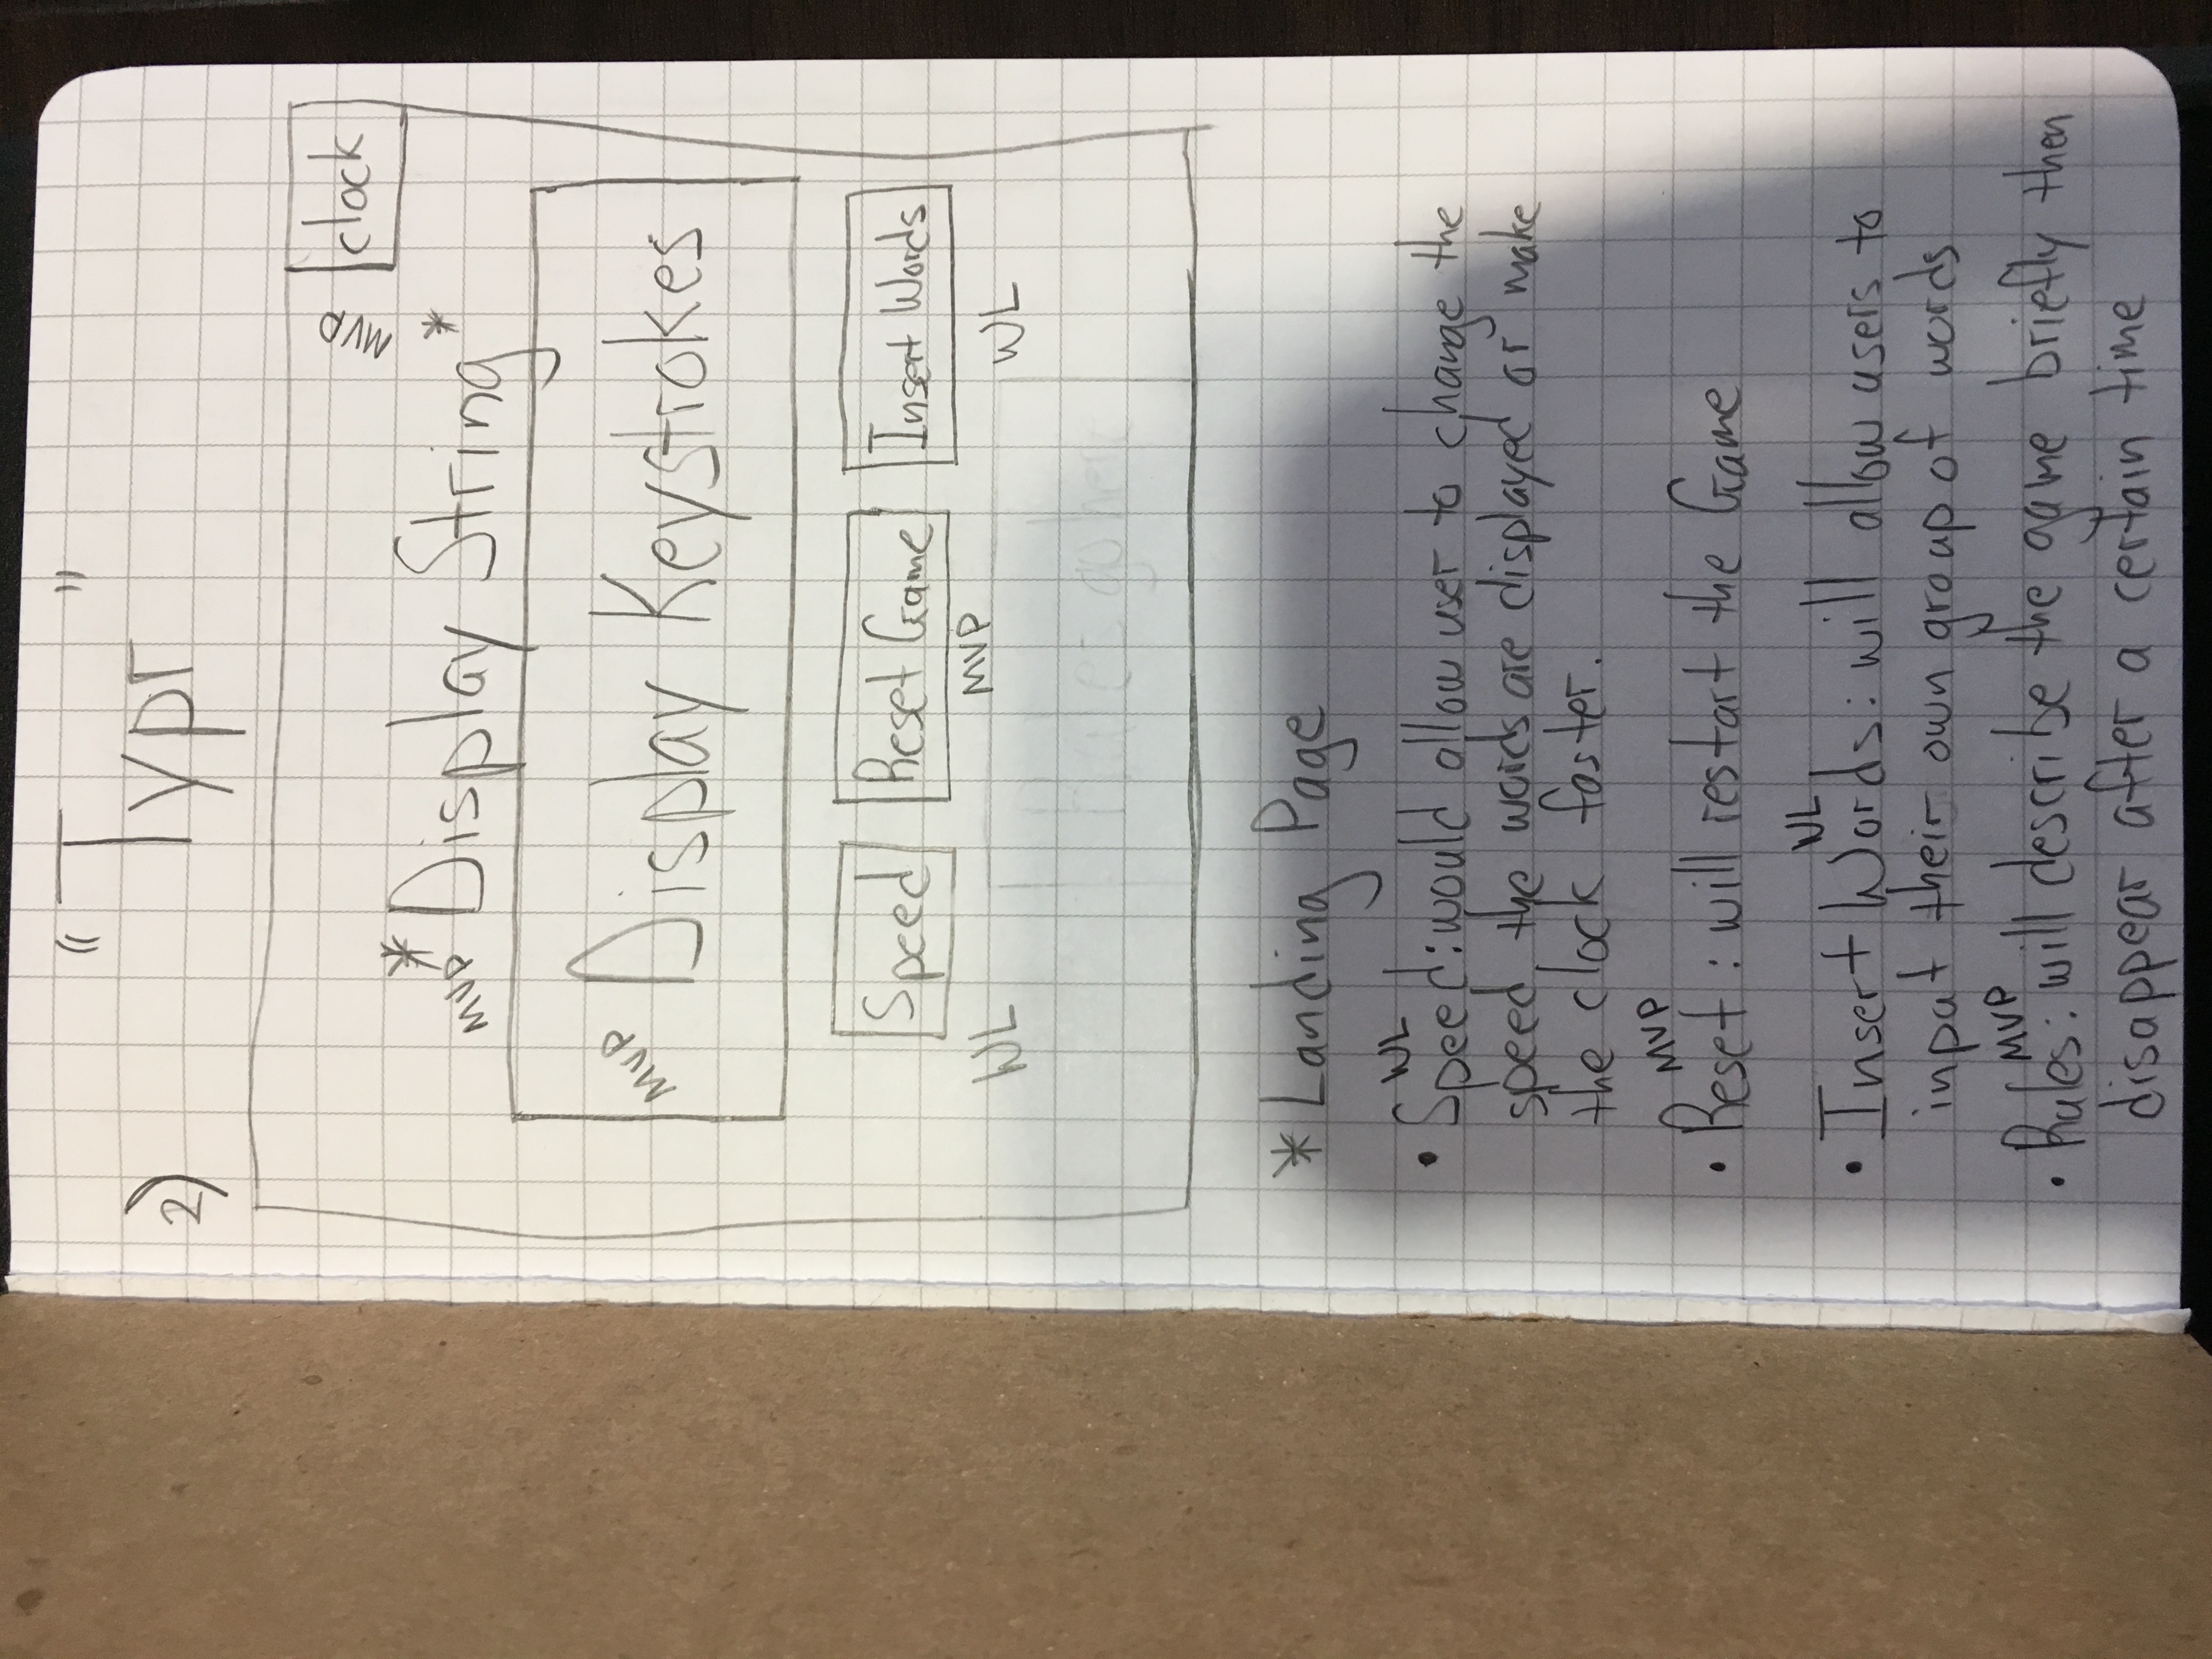 "Typr"
2)
MVP clock
MVP *Display String*
MVP Display Keystrokes
Speed Reset Game Insert Words
WL MVP WL
Rules go here
*Landing Page
WL
• Speed: would allow user to change the
speed the words are displayed or make
the clock faster.
MVP
• Reset: will restart the Game
WL
• Insert Words: will allow users to
input their own group of words
MVP
• Rules: will describe the game briefly then
disappear after a certain time